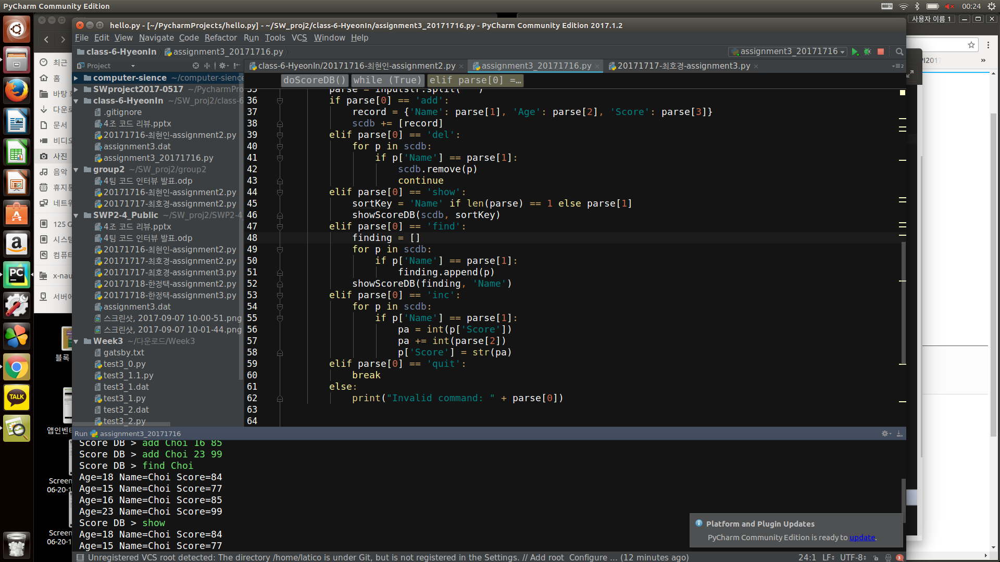 PyCharm Community Edition
00:24
사용자 이름 1
hello.py - [~/PycharmProjects/hello.py] - ~/SW_proj2/class-6-HyeonIn/assignment3_20171716.py - PyCharm Community Edition 2017.1.2
File Edit View Navigate Code Refactor Run Tools VCS Window Help
class-6-HyeonIn assignment3_20171716.py
assignment3_20171716
Project
class-6-HyeonIn/20171716-최현인-assignment2.py
assignment3_20171716.py
20171717-최호경-assignment3.py
doScoreDB() while (True) elif parse[0] =…
최근
홈
바탕
다운로
문서
비디오
사진
음악
휴지통
네트워
125 G
시스템
컴퓨터
x-nau
서버에
블록
앱인벤터
Screen
06-20-1
Screen
06-20-1
TALK
computer-sience ~/computer-sience
SWproject2017-0517 ~/PycharmPro
class-6-HyeonIn ~/SW_proj2/class-6
.gitignore
4조 코드 리뷰.pptx
20171716-최현인-assignment2.py
assignment3.dat
assignment3_20171716.py
group2 ~/SW_proj2/group2
4팀 코드 인터뷰 발표.odp
20171716-최현인-assignment2.py
20171717-최호경-assignment2.py
SWP2-4_Public ~/SW_proj2/SWP2-4
4조 코드 리뷰.pptx
4팀 코드 인터뷰 발표.odp
20171716-최현인-assignment2.py
20171717-최호경-assignment2.py
20171717-최호경-assignment3.py
20171718-한정택-assignment2.py
20171718-한정택-assignment3.py
assignment3.dat
스크린샷, 2017-09-07 10-00-51.png
스크린샷, 2017-09-07 10-01-44.png
Week3 ~/다운로드/Week3
gatsby.txt
test3_0.py
test3_1.1.py
test3_1.dat
test3_1.py
test3_2.dat
test3_2.py
35 parse = inputstr.split(" ")
36 if parse[0] == 'add':
37 record = {'Name': parse[1], 'Age': parse[2], 'Score': parse[3]}
38 scdb += [record]
39 elif parse[0] == 'del':
40 for p in scdb:
41 if p['Name'] == parse[1]:
42 scdb.remove(p)
43 continue
44 elif parse[0] == 'show':
45 sortKey = 'Name' if len(parse) == 1 else parse[1]
46 showScoreDB(scdb, sortKey)
47 elif parse[0] == 'find':
48 finding = []
49 for p in scdb:
50 if p['Name'] == parse[1]:
51 finding.append(p)
52 showScoreDB(finding, 'Name')
53 elif parse[0] == 'inc':
54 for p in scdb:
55 if p['Name'] == parse[1]:
56 pa = int(p['Score'])
57 pa += int(parse[2])
58 p['Score'] = str(pa)
59 elif parse[0] == 'quit':
60 break
61 else:
62 print("Invalid command: " + parse[0])
63
64
Run assignment3_20171716
Score DB > add Choi 16 85
Score DB > add Choi 23 99
Score DB > find Choi
Age=18 Name=Choi Score=84
Age=15 Name=Choi Score=77
Age=16 Name=Choi Score=85
Age=23 Name=Choi Score=99
Score DB > show
Age=18 Name=Choi Score=84
Age=15 Name=Choi Score=77
Platform and Plugin Updates
PyCharm Community Edition is ready to update.
Unregistered VCS root detected: The directory /home/latico is under Git, but is not registered in the Settings. // Add root Configure ... (12 minutes ago)
24:1 LF UTF-8 3